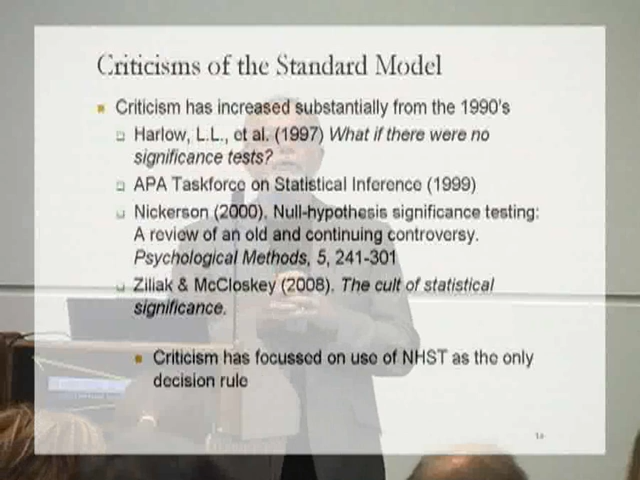 Criticisms of the Standard Model
Criticism has increased substantially from the 1990's
Harlow, L.L., et al. (1997) What if there were no
significance tests?
APA Taskforce on Statistical Inference (1999)
Nickerson (2000). Null-hypothesis significance testing:
A review of an old and continuing controversy.
Psychological Methods, 5, 241-301
Ziliak & McCloskey (2008). The cult of statistical
significance.
Criticism has focussed on use of NHST as the only
decision rule